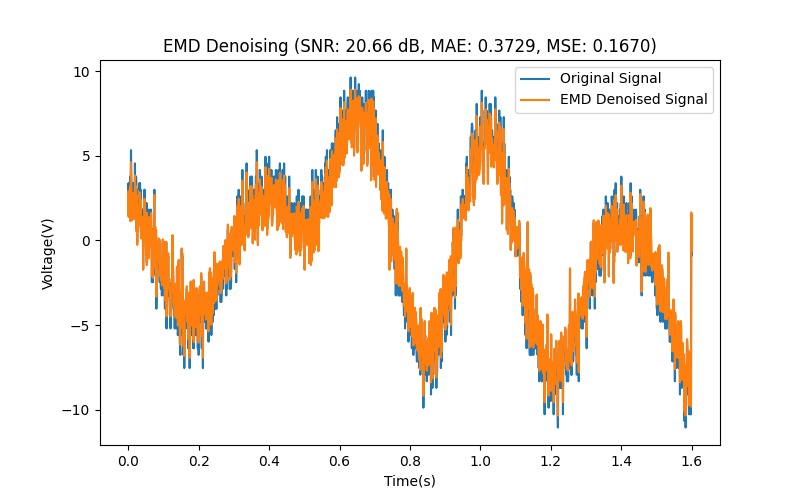 EMD Denoising (SNR: 20.66 dB, MAE: 0.3729, MSE: 0.1670)
Original Signal
EMD Denoised Signal
10
5
0
−5
−10
Voltage(V)
0.0 0.2 0.4 0.6 0.8 1.0 1.2 1.4 1.6
Time(s)